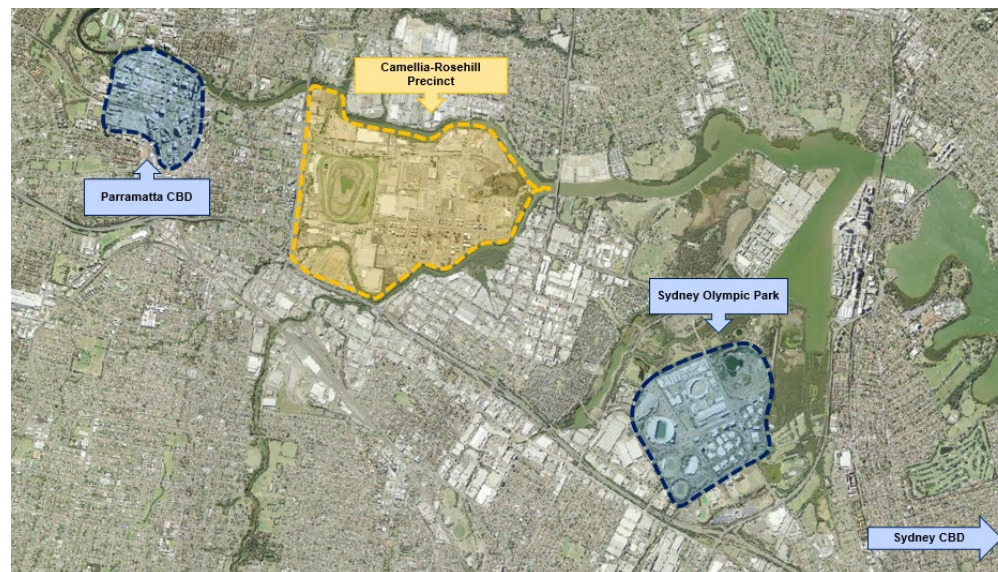 Camellia-Rosehill
Precinct
Parramatta CBD
Sydney Olympic Park
Sydney CBD